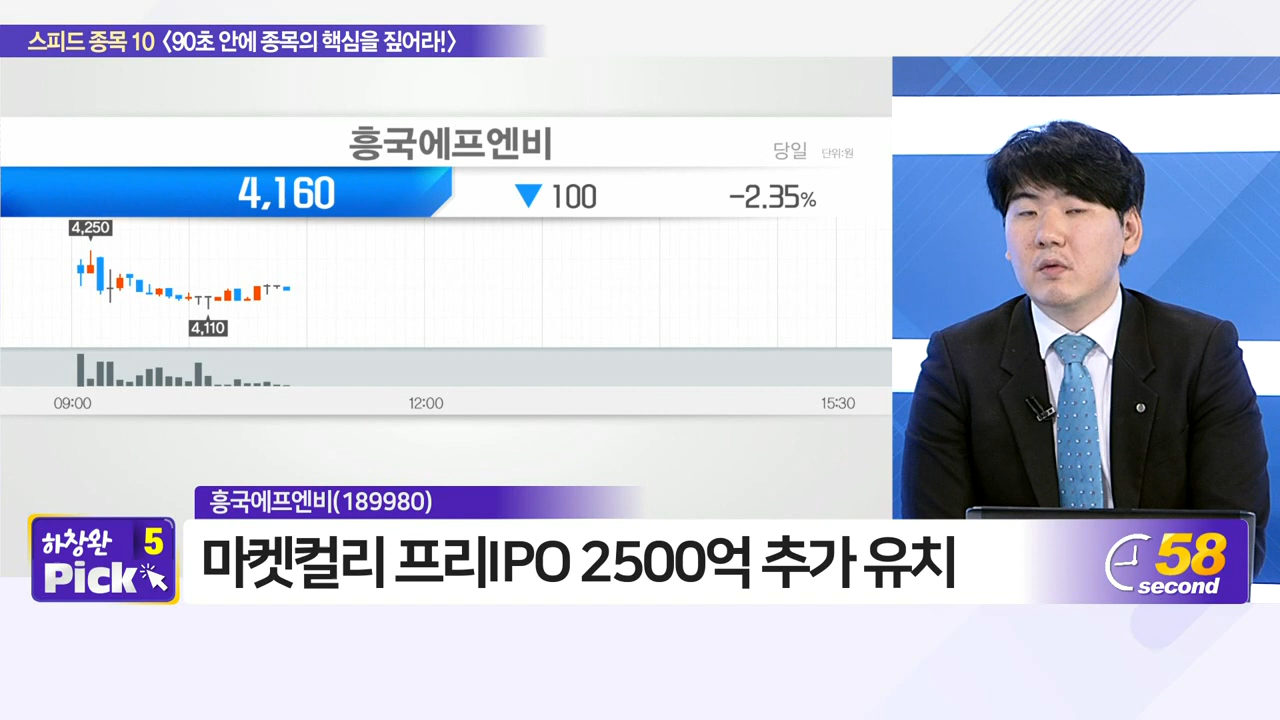 스피드 종목 10 <90초 안에 종목의 핵심을 짚어라!>
흥국에프엔비
당일 단위:원
4,160 ▼ 100 -2.35%
4,250
4,110
09:00 12:00 15:30
흥국에프엔비(189980)
하창완 5
Pick
마켓컬리 프리IPO 2500억 추가 유치
58
second